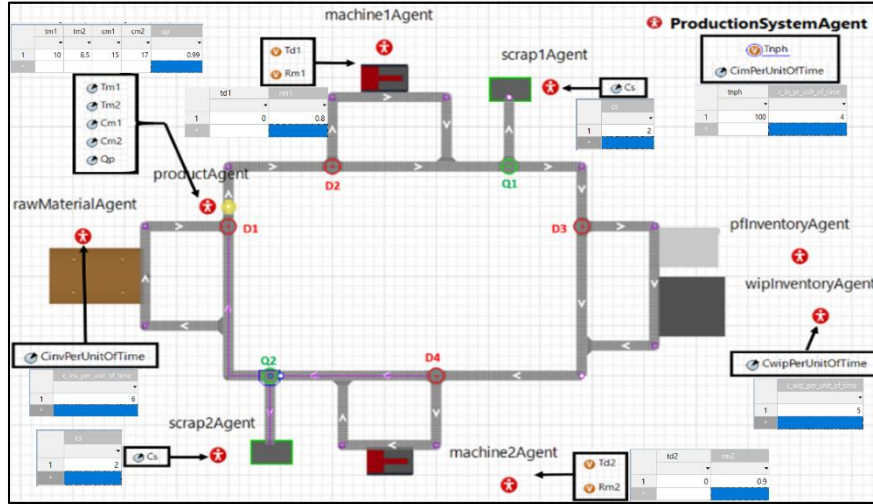 machine1Agent
ProductionSystemAgent
tm1 tm2 cm1 cm2 qp
1 10 8.5 15 17 0.99
Td1
Rm1
scrap1Agent
Tnph
CimPerUnitOfTime
Tm1
Tm2
Cm1
Cm2
Qp
td1 rm1
1 0 0.8
Cs
cs
1 2
tnph c_in_pr_unit_of_time
1 100 4
productAgent
D2
Q1
rawMaterialAgent
D1
D3
pfInventoryAgent
wipInventoryAgent
CinvPerUnitOfTime
Q2
D4
CwipPerUnitOfTime
c_inv_per_unit_of_time
1 6
c_wip_per_unit_of_time
1 5
scrap2Agent
Cs
cs
1 2
machine2Agent
Td2
Rm2
td2 rm2
1 0 0.9